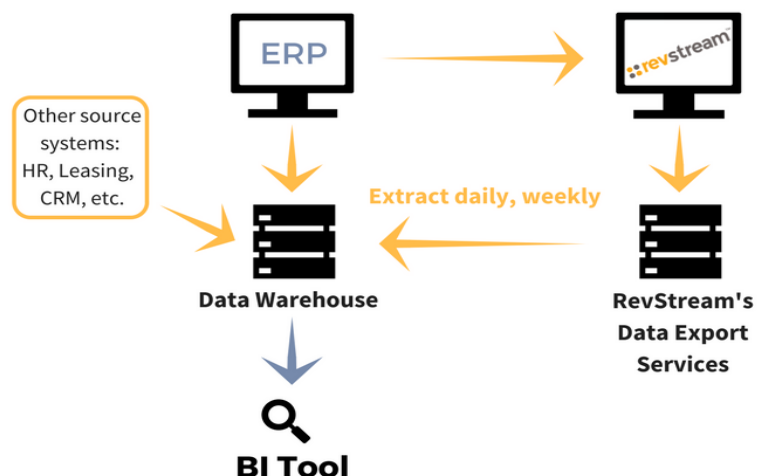 ERP
revstream
Other source
systems:
HR, Leasing,
CRM, etc.
Extract daily, weekly
Data Warehouse
RevStream's
Data Export
Services
BI Tool